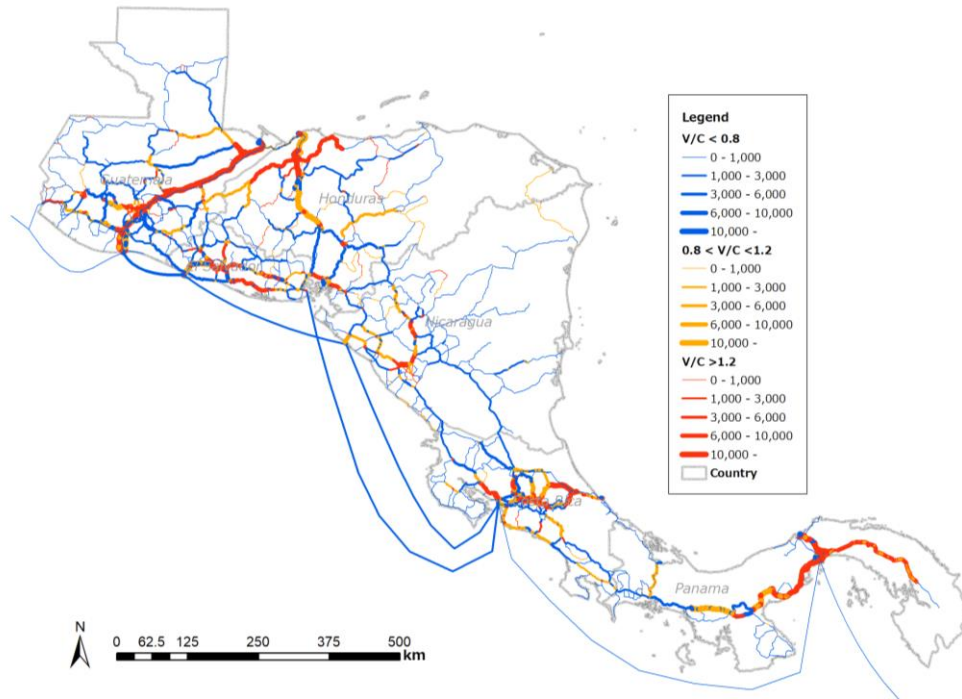 Legend
V/C < 0.8
0 - 1,000
1,000 - 3,000
3,000 - 6,000
6,000 - 10,000
10,000 -
0.8 < V/C <1.2
0 - 1,000
1,000 - 3,000
3,000 - 6,000
6,000 - 10,000
10,000 -
V/C >1.2
0 - 1,000
1,000 - 3,000
3,000 - 6,000
6,000 - 10,000
10,000 -
Country
Guatemala
Honduras
Nicaragua
Panama
N
0 62.5 125 250 375 500
km